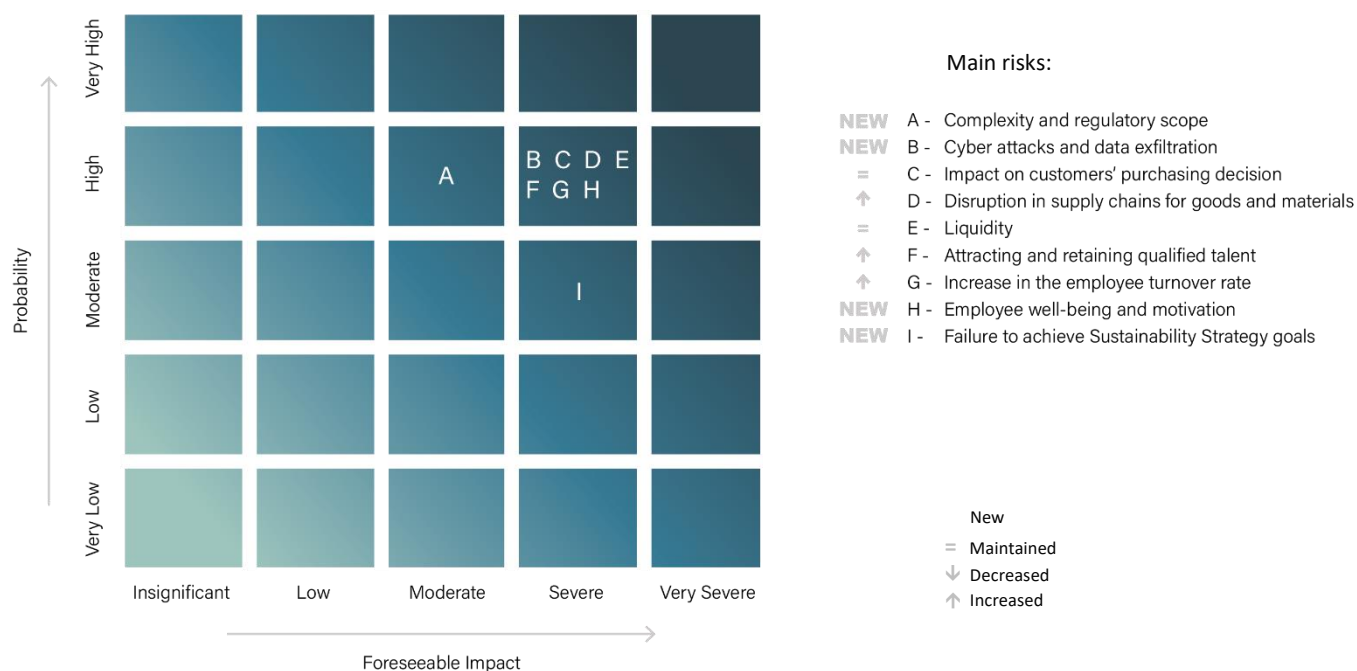 Very High
High
Moderate
Low
Very Low
Probability
A
B C D E
F G H
I
Insignificant
Low
Moderate
Severe
Very Severe
Foreseeable Impact
Main risks:
NEW A - Complexity and regulatory scope
NEW B - Cyber attacks and data exfiltration
= C - Impact on customers' purchasing decision
↑ D - Disruption in supply chains for goods and materials
= E - Liquidity
↑ F - Attracting and retaining qualified talent
↑ G - Increase in the employee turnover rate
NEW H - Employee well-being and motivation
NEW I - Failure to achieve Sustainability Strategy goals
New
= Maintained
↓ Decreased
↑ Increased